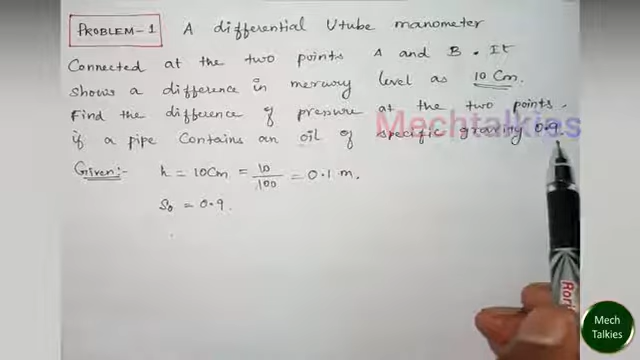 PROBLEM-1 A differential Utube manometer
Connected at the two points A and B. It
shows a difference in mercury level as 10 Cm.
Find the difference of pressure at the two points.
if a pipe Contains an oil of specific gravity 0.9.
Mechtalkies
Given:- h = 10Cm = 10/100 = 0.1 m.
S₀ = 0.9.
Mech
Talkies